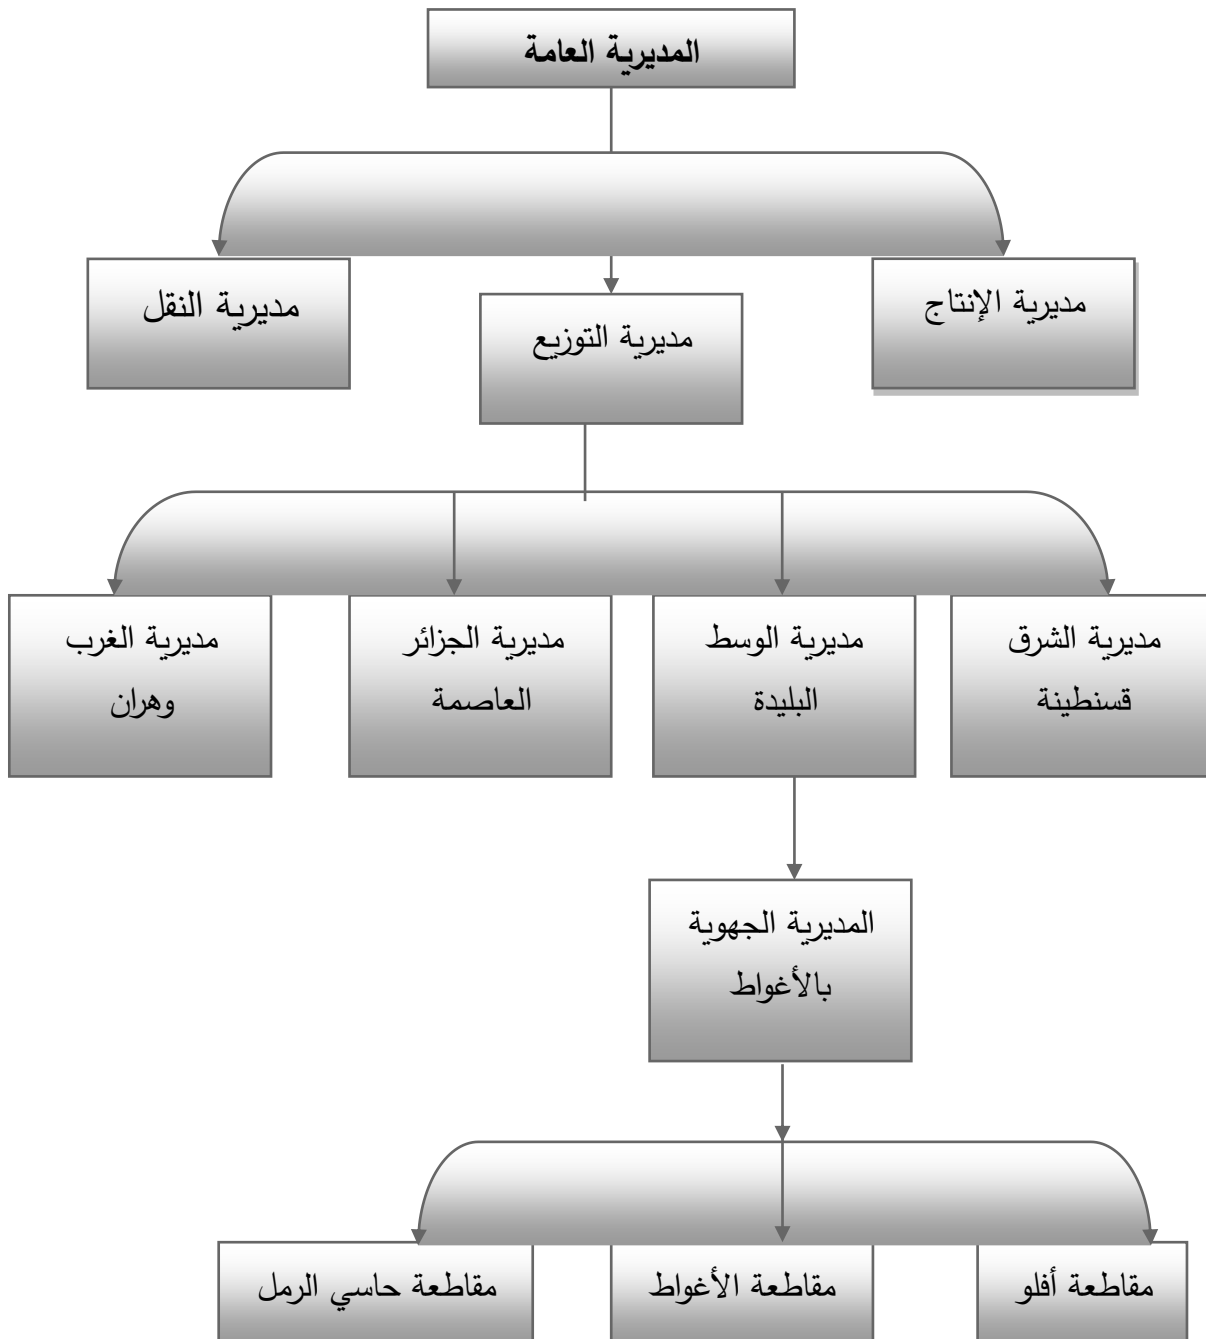 المديرية العامة
مديرية الإنتاج
مديرية التوزيع
مديرية النقل
مديرية الشرق
قسنطينة
مديرية الوسط
البليدة
مديرية الجزائر
العاصمة
مديرية الغرب
وهران
المديرية الجهوية
بالأغواط
مقاطعة أفلو
مقاطعة الأغواط
مقاطعة حاسي الرمل